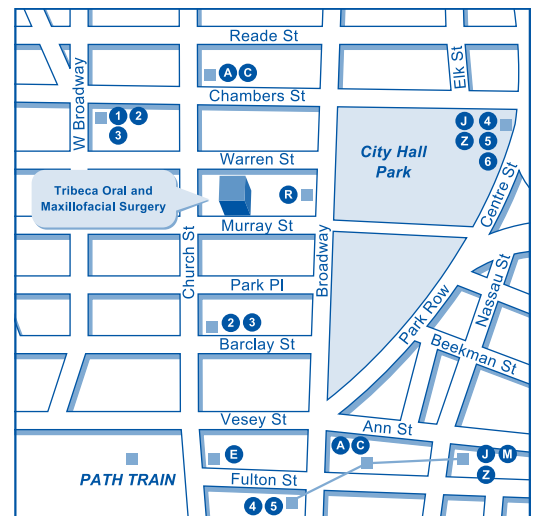 Reade St
Elk St
W Broadway
A C
Chambers St
1 2
3
J 4
Z 5
6
City Hall
Park
Warren St
Centre St
Tribeca Oral and
Maxillofacial Surgery
R
Murray St
Church St
Broadway
Nassau St
Park Pl
Park Row
2 3
Barclay St
Beekman St
Vesey St
Ann St
A C
E
J M
Z
PATH TRAIN
Fulton St
4 5